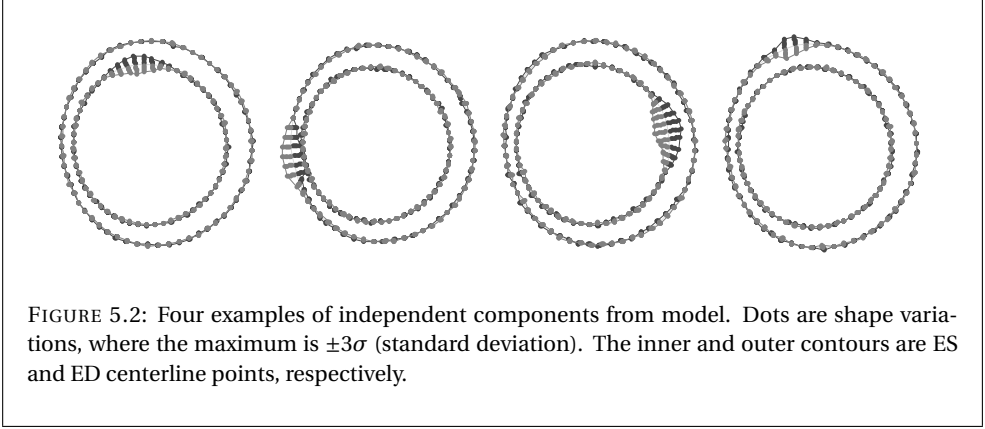 FIGURE 5.2: Four examples of independent components from model. Dots are shape varia-
tions, where the maximum is ±3σ (standard deviation). The inner and outer contours are ES
and ED centerline points, respectively.